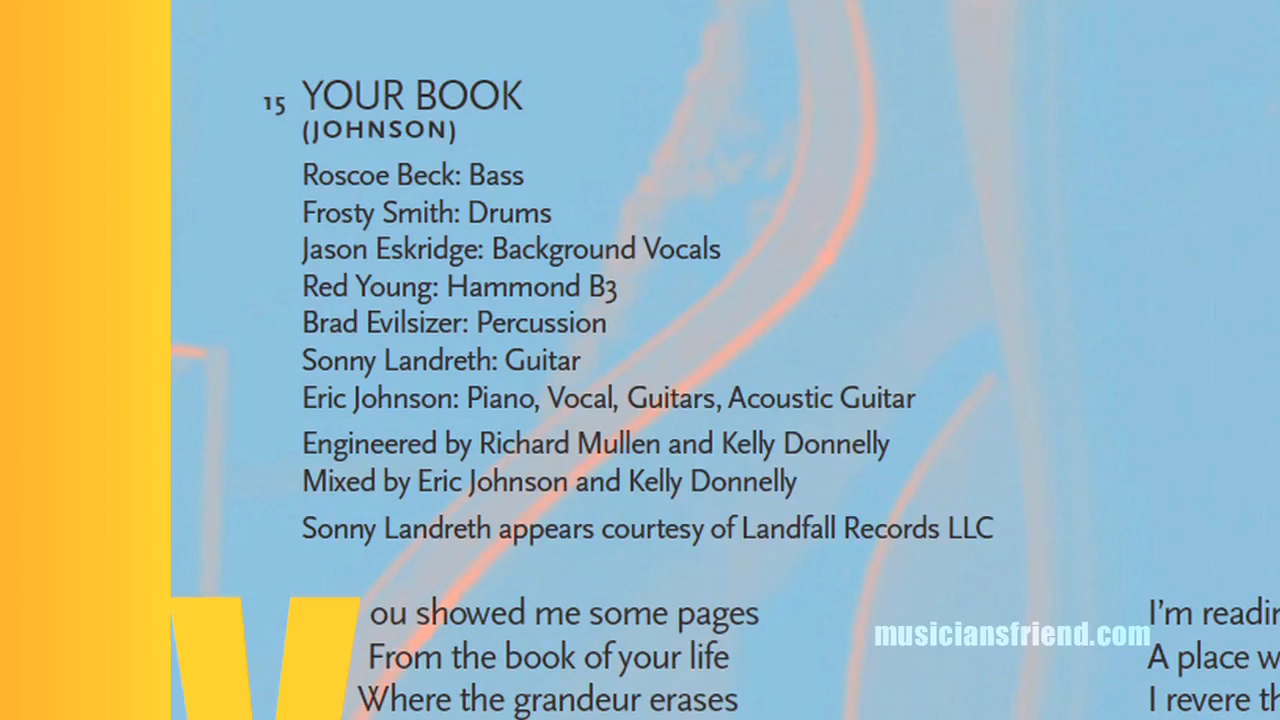 15 YOUR BOOK
(JOHNSON)
Roscoe Beck: Bass
Frosty Smith: Drums
Jason Eskridge: Background Vocals
Red Young: Hammond B3
Brad Evilsizer: Percussion
Sonny Landreth: Guitar
Eric Johnson: Piano, Vocal, Guitars, Acoustic Guitar
Engineered by Richard Mullen and Kelly Donnelly
Mixed by Eric Johnson and Kelly Donnelly
Sonny Landreth appears courtesy of Landfall Records LLC
You showed me some pages
From the book of your life
Where the grandeur erases
I'm
A place
I revere
musiciansfriend.com